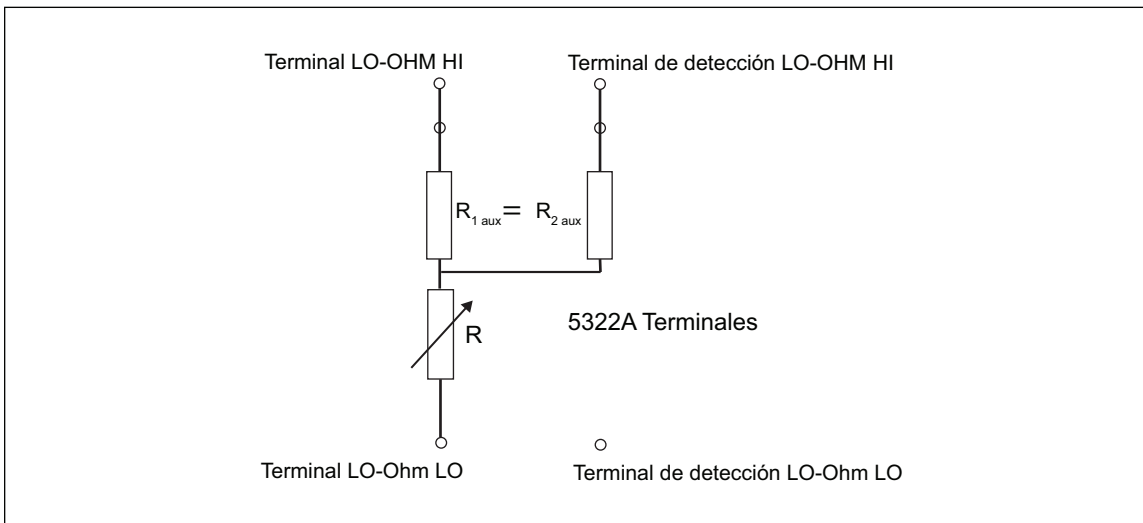 Terminal LO-OHM HI
Terminal de detección LO-OHM HI
R1 aux= R2 aux
5322A Terminales
R
Terminal LO-Ohm LO
Terminal de detección LO-Ohm LO